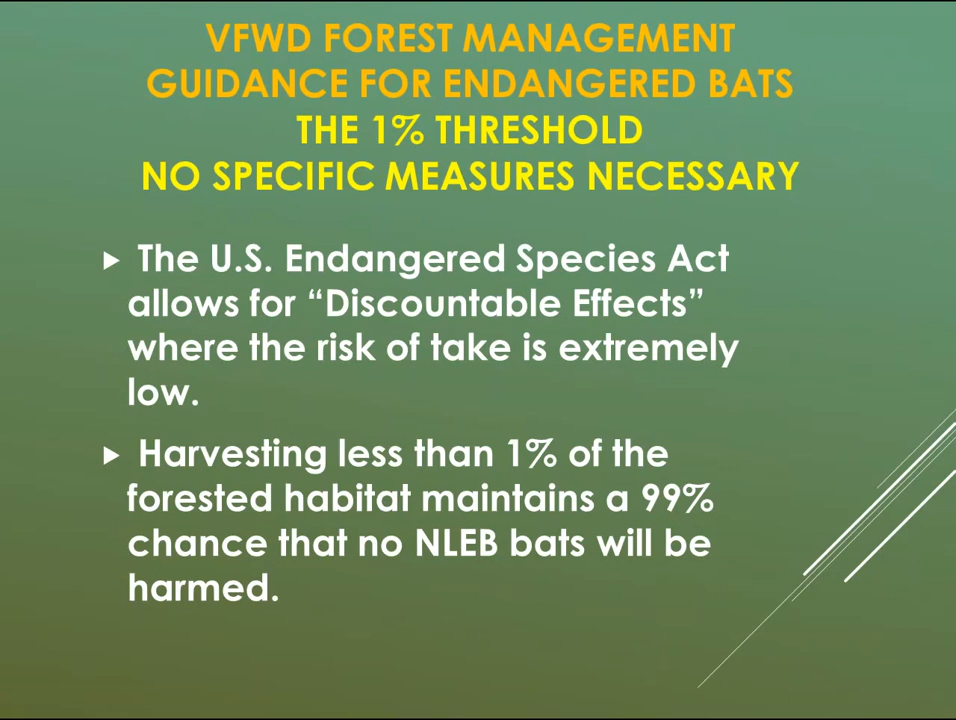 VFWD FOREST MANAGEMENT
GUIDANCE FOR ENDANGERED BATS
THE 1% THRESHOLD
NO SPECIFIC MEASURES NECESSARY
The U.S. Endangered Species Act
allows for “Discountable Effects”
where the risk of take is extremely
low.
Harvesting less than 1% of the
forested habitat maintains a 99%
chance that no NLEB bats will be
harmed.